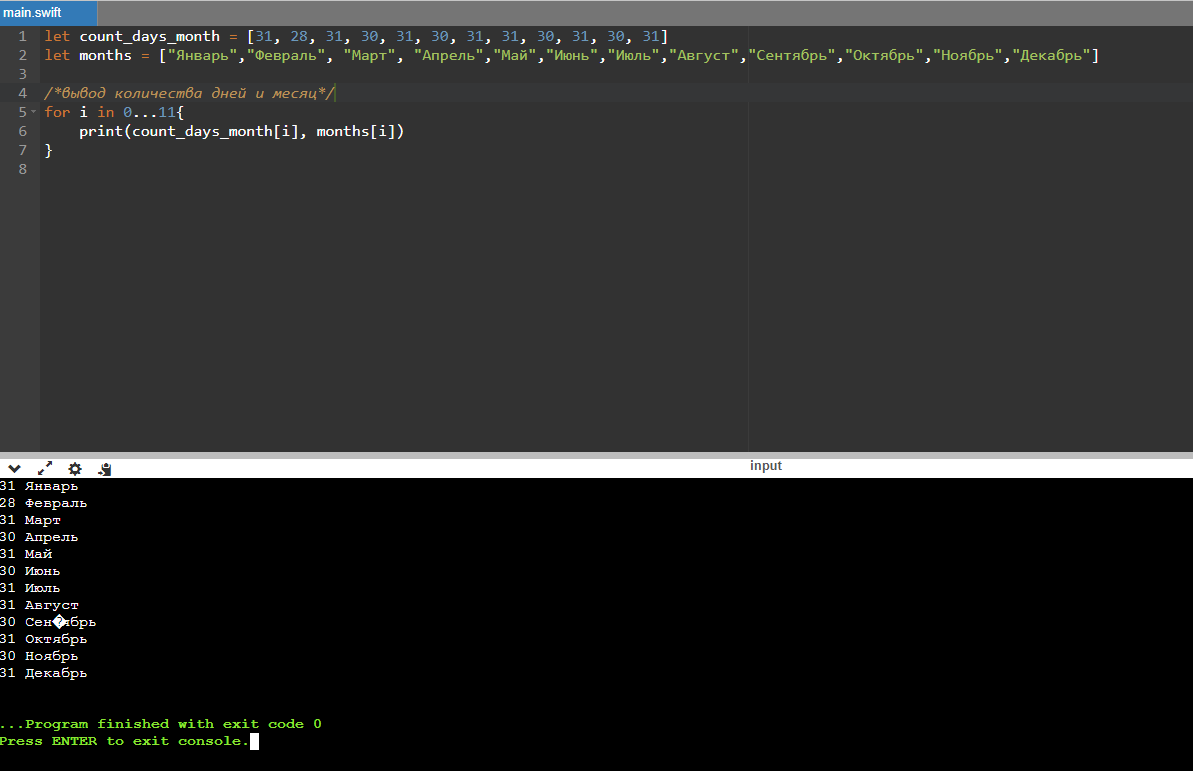 main.swift
1 let count_days_month = [31, 28, 31, 30, 31, 30, 31, 31, 30, 31, 30, 31]
2 let months = ["Январь","Февраль", "Март", "Апрель","Май","Июнь","Июль","Август","Сентябрь","Октябрь","Ноябрь","Декабрь"]
3
4 /*вывод количества дней и месяц*/
5 for i in 0...11{
6     print(count_days_month[i], months[i])
7 }
8
input
31 Январь
28 Февраль
31 Март
30 Апрель
31 Май
30 Июнь
31 Июль
31 Август
30 Сен�ябрь
31 Октябрь
30 Ноябрь
31 Декабрь
...Program finished with exit code 0
Press ENTER to exit console.